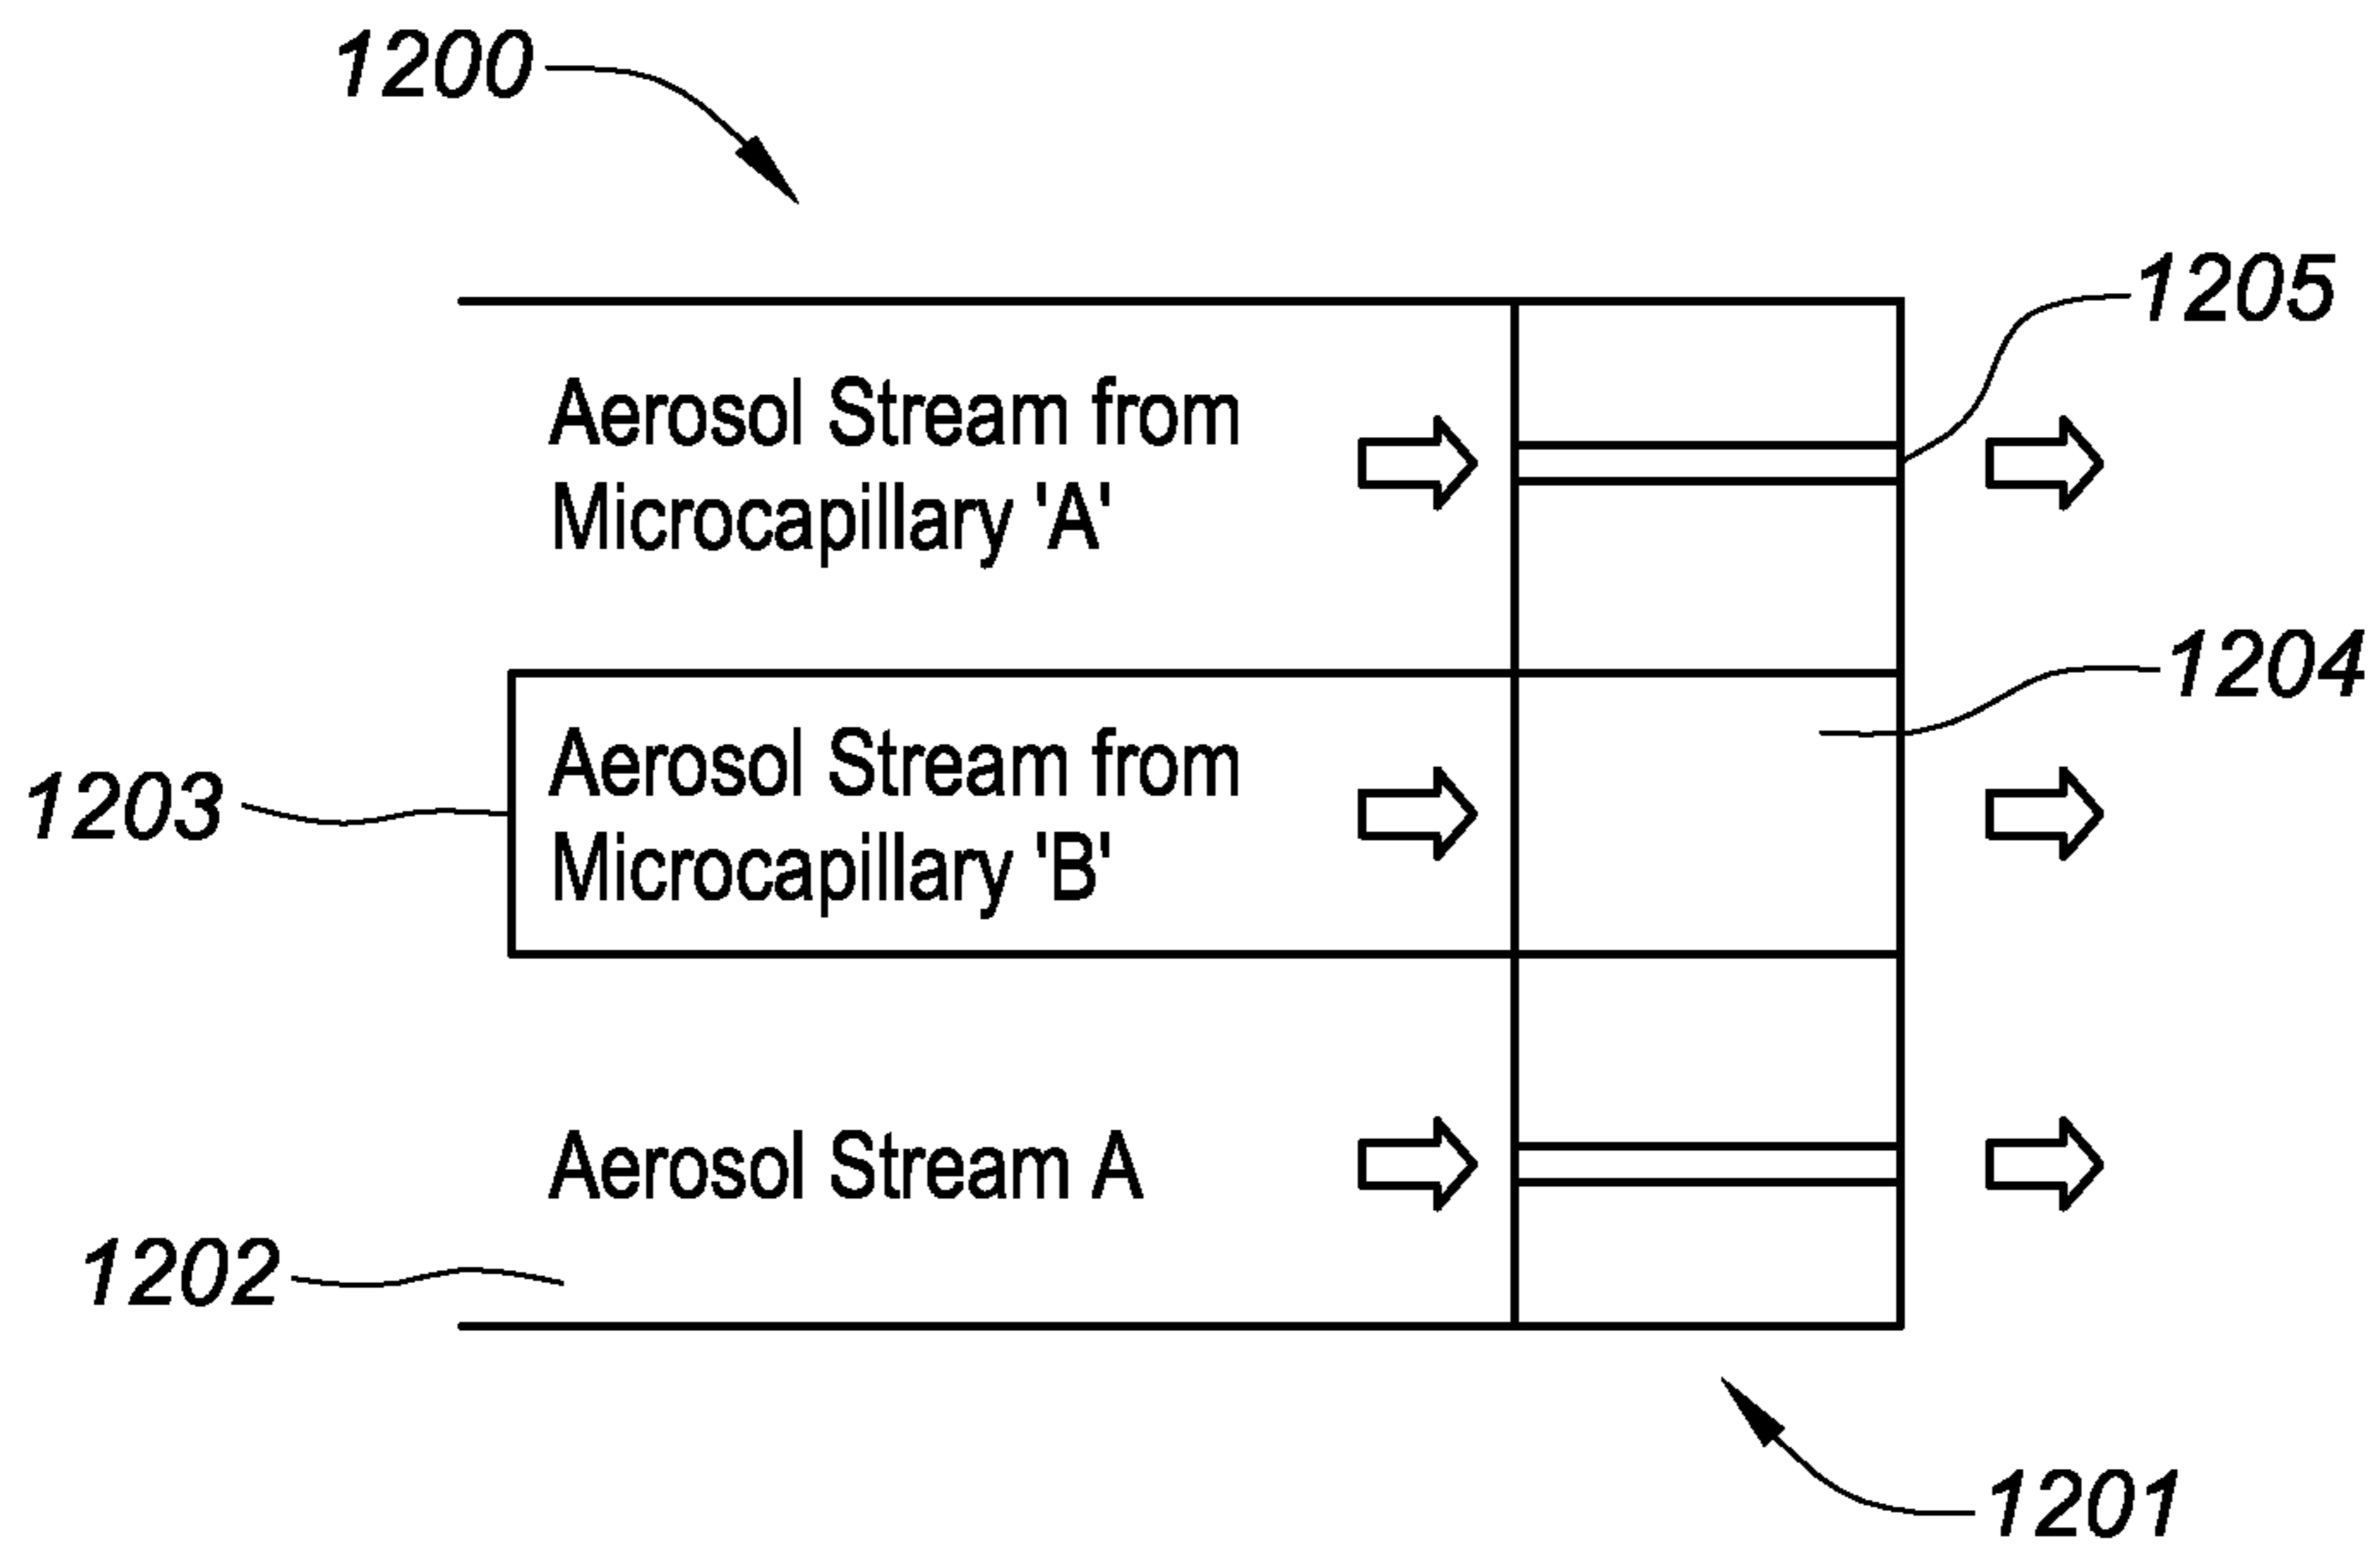 1200
1205
Aerosol Stream from
Microcapillary 'A'
1204
Aerosol Stream from
Microcapillary 'B'
1203
Aerosol Stream A
1202
1201